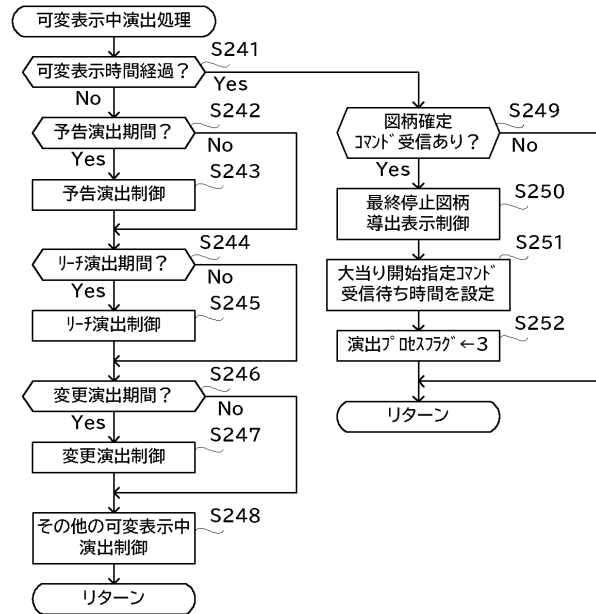 可変表示中演出処理
S241
可変表示時間経過?
Yes
No
S242
予告演出期間?
No
Yes
S243
予告演出制御
S244
ﾘｰﾁ演出期間?
No
Yes
S245
ﾘｰﾁ演出制御
S246
変更演出期間?
No
Yes
S247
変更演出制御
S248
その他の可変表示中
演出制御
リターン
S249
図柄確定
ｺﾏﾝﾄﾞ受信あり?
No
Yes
S250
最終停止図柄
導出表示制御
S251
大当り開始指定ｺﾏﾝﾄﾞ
受信待ち時間を設定
S252
演出ﾌﾟﾛｾｽﾌﾗｸﾞ←3
リターン